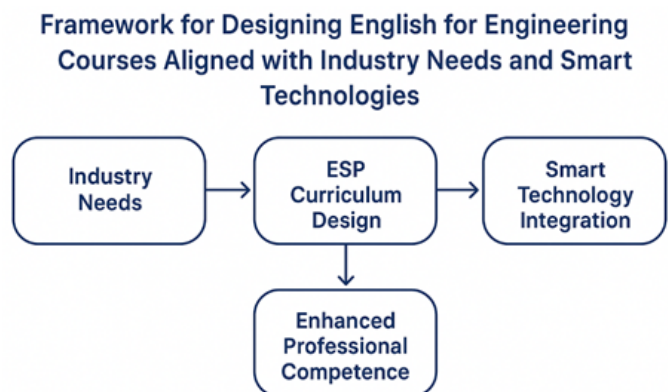 Framework for Designing English for Engineering
Courses Aligned with Industry Needs and Smart
Technologies
Industry
Needs
ESP
Curriculum
Design
Smart
Technology
Integration
Enhanced
Professional
Competence